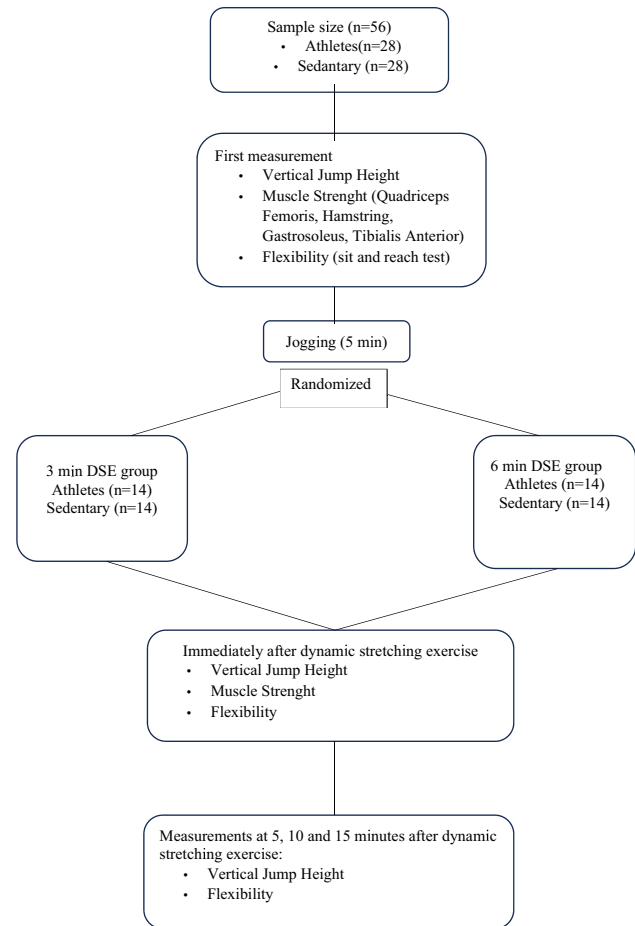 Sample size (n=56)
• Athletes(n=28)
• Sedantary (n=28)
First measurement
• Vertical Jump Height
• Muscle Strenght (Quadriceps
Femoris, Hamstring,
Gastrosoleus, Tibialis Anterior)
• Flexibility (sit and reach test)
Jogging (5 min)
Randomized
3 min DSE group
Athletes (n=14)
Sedentary (n=14)
6 min DSE group
Athletes (n=14)
Sedentary (n=14)
Immediately after dynamic stretching exercise
• Vertical Jump Height
• Muscle Strenght
• Flexibility
Measurements at 5, 10 and 15 minutes after dynamic
stretching exercise:
• Vertical Jump Height
• Flexibility